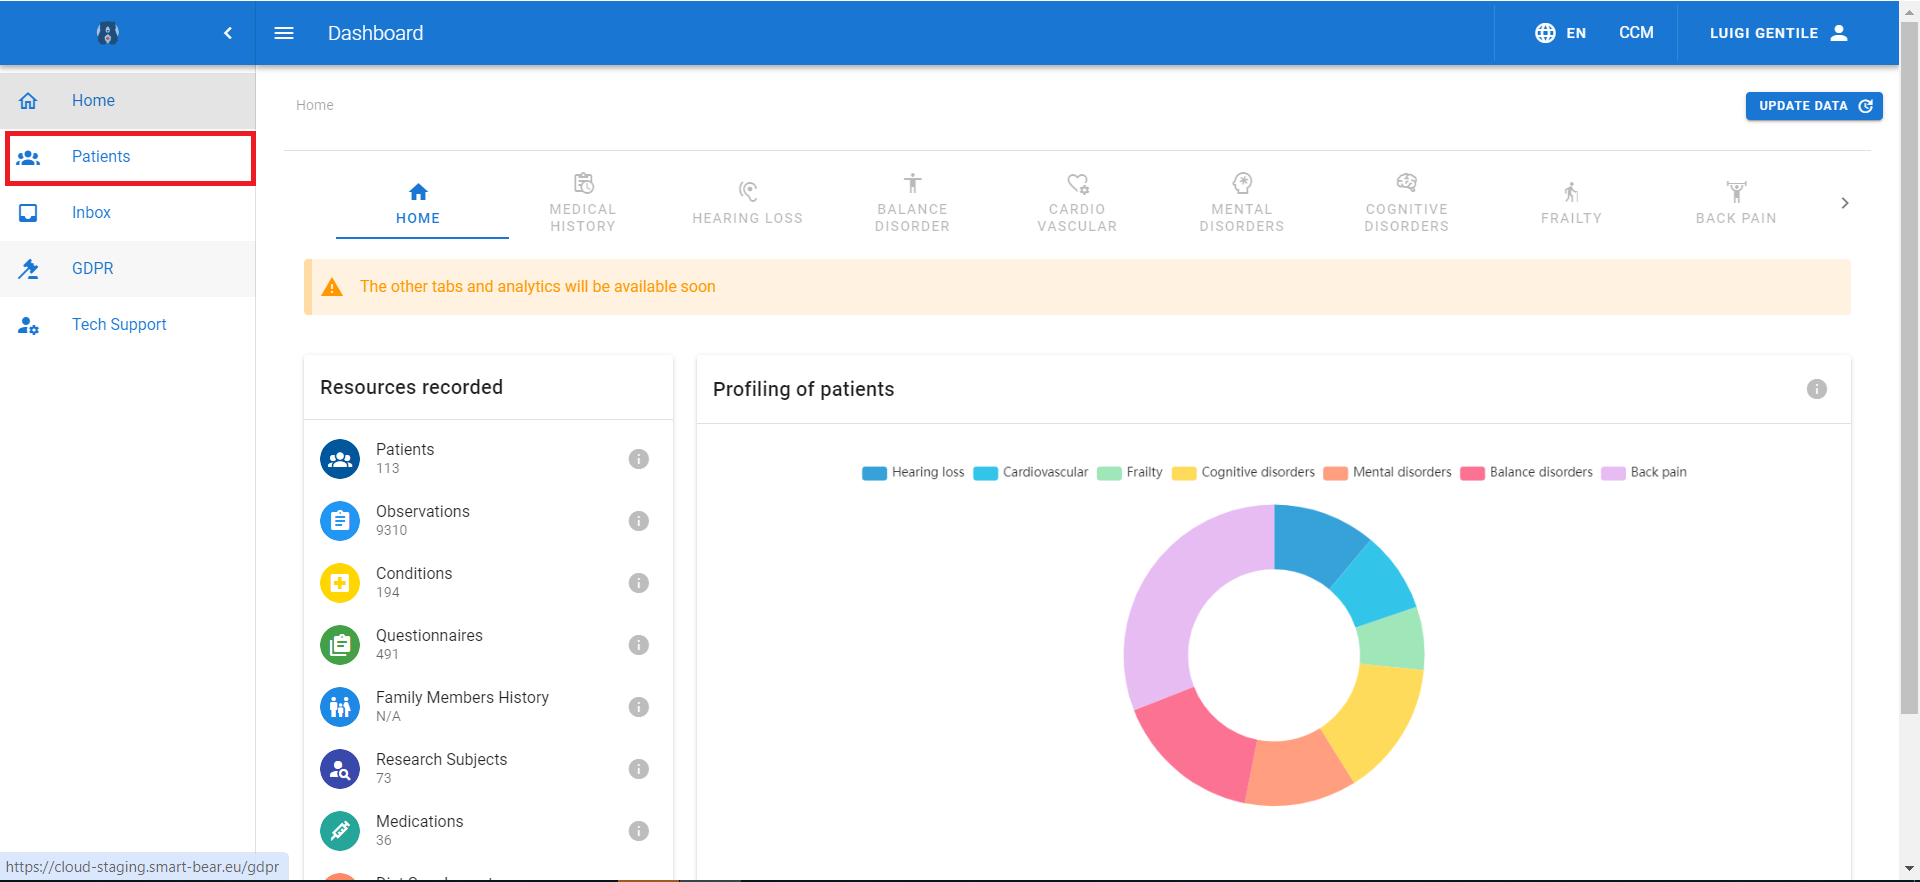 Dashboard
EN
CCM
LUIGI GENTILE
Home
Patients
Inbox
GDPR
Tech Support
Home
UPDATE DATA
HOME
MEDICAL
HISTORY
HEARING LOSS
BALANCE
DISORDER
CARDIO
VASCULAR
MENTAL
DISORDERS
COGNITIVE
DISORDERS
FRAILTY
BACK PAIN
The other tabs and analytics will be available soon
Resources recorded
Patients
113
Observations
9310
Conditions
194
Questionnaires
491
Family Members History
N/A
Research Subjects
73
Medications
36
Profiling of patients
Hearing loss
Cardiovascular
Frailty
Cognitive disorders
Mental disorders
Balance disorders
Back pain
https://cloud-staging.smart-bear.eu/gdpr